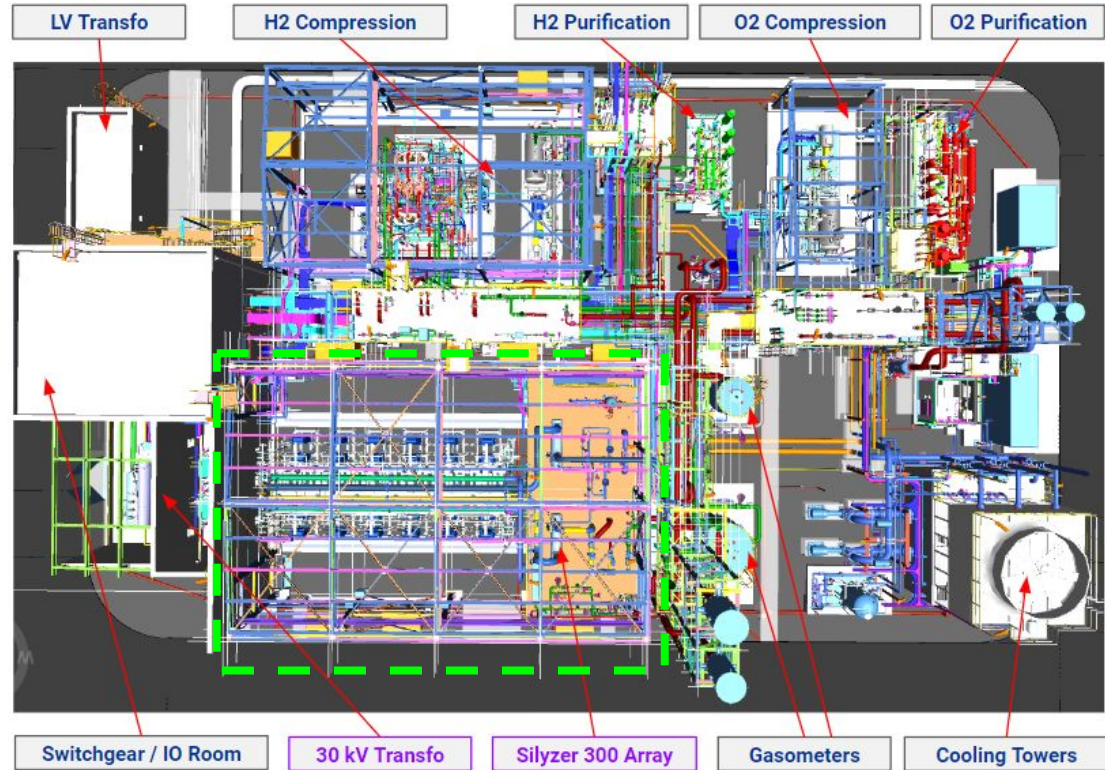 LV Transfo
H2 Compression
H2 Purification
O2 Compression
O2 Purification
Switchgear / IO Room
30 kV Transfo
Silyzer 300 Array
Gasometers
Cooling Towers